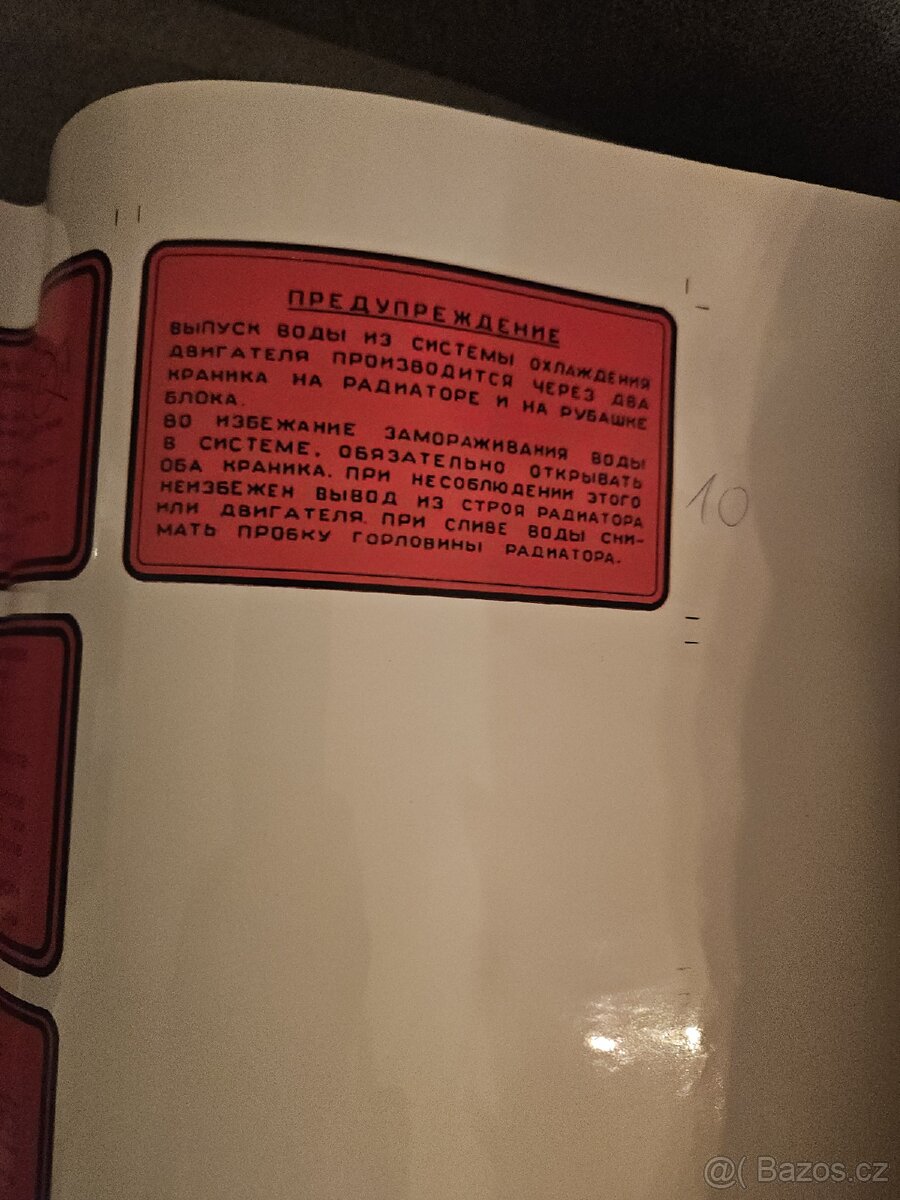 ПРЕДУПРЕЖДЕНИЕ
ВЫПУСК ВОДЫ ИЗ СИСТЕМЫ ОХЛАЖДЕНИЯ
ДВИГАТЕЛЯ ПРОИЗВОДИТСЯ ЧЕРЕЗ ДВА
КРАНИКА НА РАДИАТОРЕ И НА РУБАШКЕ
БЛОКА.
ВО ИЗБЕЖАНИЕ ЗАМОРАЖИВАНИЯ ВОДЫ
В СИСТЕМЕ, ОБЯЗАТЕЛЬНО ОТКРЫВАТЬ
ОБА КРАНИКА. ПРИ НЕСОБЛЮДЕНИИ ЭТОГО
НЕИЗБЕЖЕН ВЫВОД ИЗ СТРОЯ РАДИАТОРА
ИЛИ ДВИГАТЕЛЯ. ПРИ СЛИВЕ ВОДЫ СНИ-
МАТЬ ПРОБКУ ГОРЛОВИНЫ РАДИАТОРА.
10
@( Bazos.cz